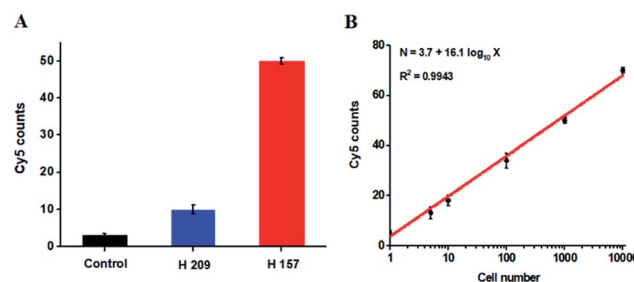 A
Cy5 counts
50
40
30
20
10
0
Control
H 209
H 157
B
N = 3.7 + 16.1 log₁₀ X
R² = 0.9943
Cy5 counts
80
60
40
20
0
1
10
100
1000
10000
Cell number